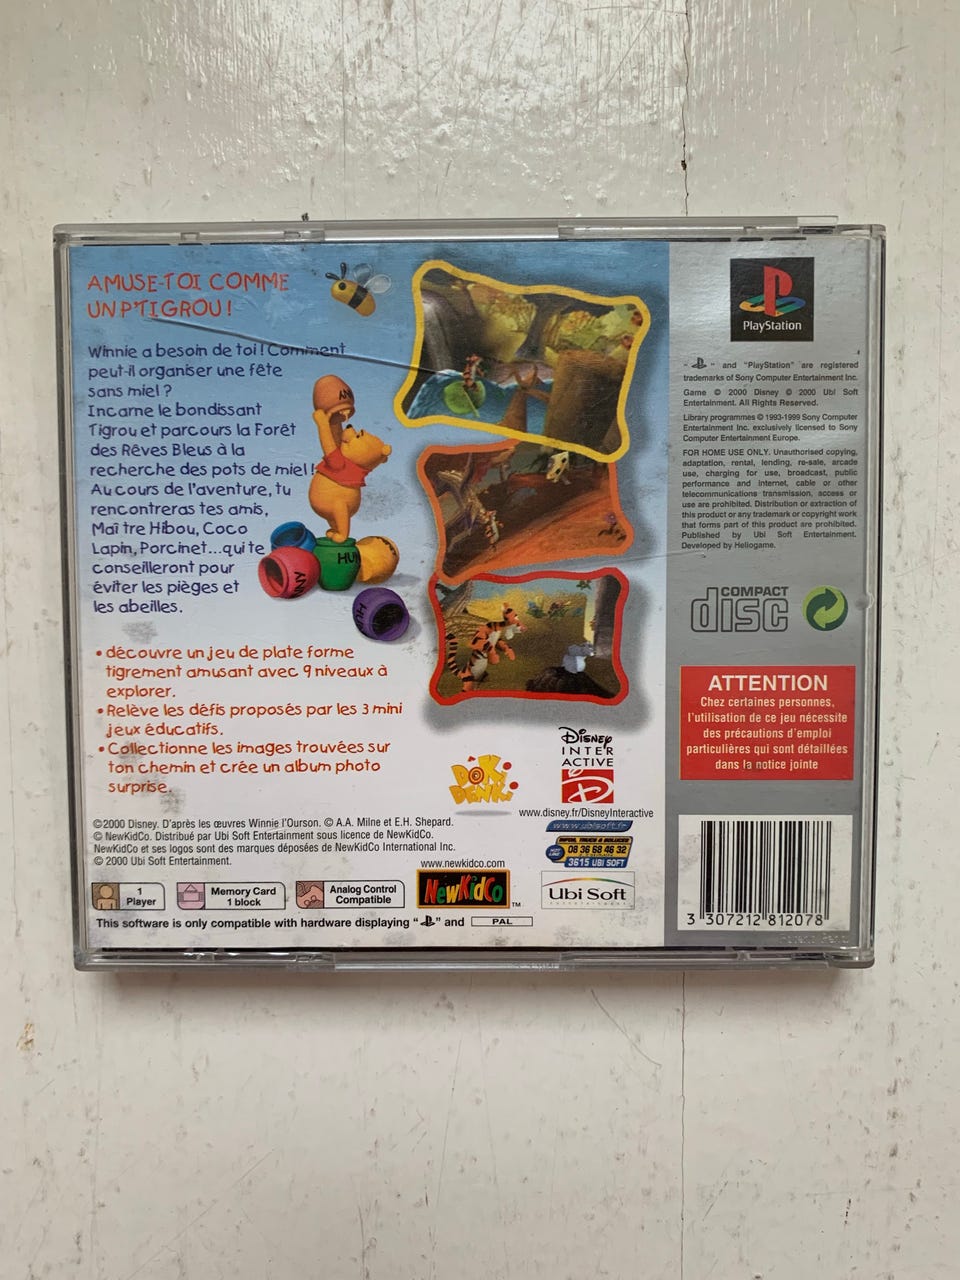 AMUSE-TOI COMME
UN P'TIGROU !
Winnie a besoin de toi ! Comment
peut-il organiser une fête
sans miel ?
Incarne le bondissant
Tigrou et parcours la Forêt
des Rêves Bleus à la
recherche des pots de miel !
Au cours de l'aventure, tu
rencontreras tes amis,
Maître Hibou, Coco
Lapin, Porcinet...qui te
conseilleront pour
éviter les pièges et
les abeilles.
HUN
• découvre un jeu de plate forme
tigrement amusant avec 9 niveaux à
explorer.
• Relève les défis proposés par les 3 mini
jeux éducatifs.
• Collectionne les images trouvées sur
ton chemin et crée un album photo
surprise.
DOKI
DENKI
DISNEY
INTER
ACTIVE
www.disney.fr/DisneyInteractive
©2000 Disney. D'après les œuvres Winnie l'Ourson. © A.A. Milne et E.H. Shepard.
© NewKidCo. Distribué par Ubi Soft Entertainment sous licence de NewKidCo.
NewKidCo et ses logos sont des marques déposées de NewKidCo International Inc.
© 2000 Ubi Soft Entertainment.
www.ubisoft.fr
INFOS, TRUCS & SOLUCES
08 36 68 46 32
3615 UBI SOFT
www.newkidco.com
1
Player
Memory Card
1 block
Analog Control
Compatible
NewKidCo
TM
Ubi Soft
This software is only compatible with hardware displaying " " and PAL
PlayStation
" " and "PlayStation" are registered
trademarks of Sony Computer Entertainment Inc.
Game © 2000 Disney © 2000 Ubi Soft
Entertainment. All Rights Reserved.
Library programmes © 1993-1999 Sony Computer
Entertainment Inc. exclusively licensed to Sony
Computer Entertainment Europe.
FOR HOME USE ONLY. Unauthorised copying,
adaptation, rental, lending, re-sale, arcade
use, charging for use, broadcast, public
performance and internet, cable or other
telecommunications transmission, access or
use are prohibited. Distribution or extraction of
this product or any trademark or copyright work
that forms part of this product are prohibited.
Published by Ubi Soft Entertainment.
Developed by Heliogame.
COMPACT
disc
ATTENTION
Chez certaines personnes,
l'utilisation de ce jeu nécessite
des précautions d'emploi
particulières qui sont détaillées
dans la notice jointe
3 307212 812078